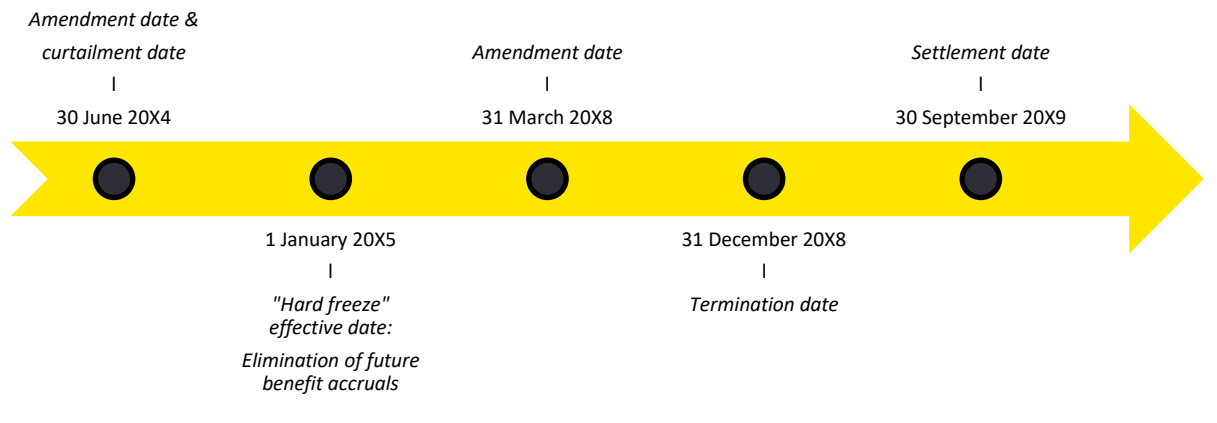 Amendment date &
curtailment date
30 June 20X4
Amendment date
31 March 20X8
Settlement date
30 September 20X9
1 January 20X5
"Hard freeze"
effective date:
Elimination of future
benefit accruals
31 December 20X8
Termination date